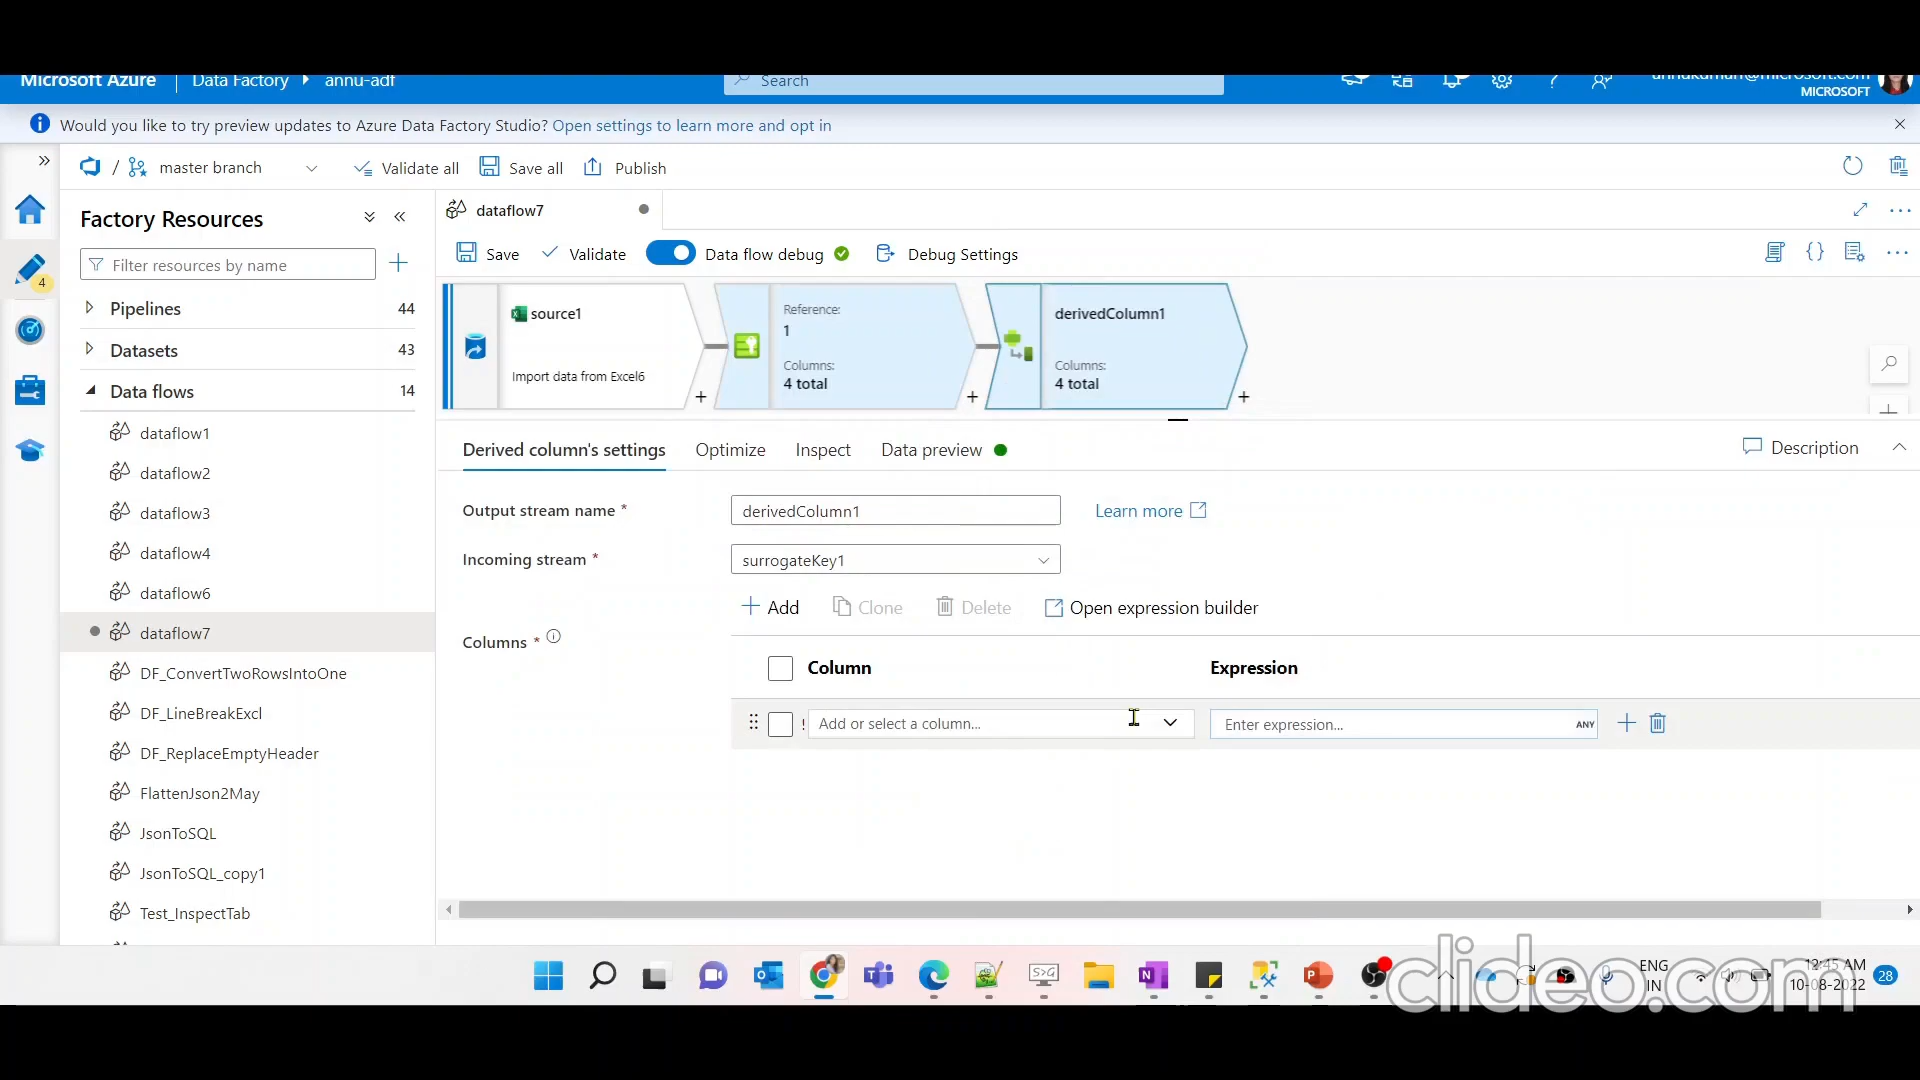 Microsoft Azure
Data Factory
annu-adf
Search
MICROSOFT
Would you like to try preview updates to Azure Data Factory Studio? Open settings to learn more and opt in
/ master branch
Validate all
Save all
Publish
Factory Resources
dataflow7
Filter resources by name
Save
Validate
Data flow debug
Debug Settings
4
Pipelines 44
Datasets 43
Data flows 14
dataflow1
dataflow2
dataflow3
dataflow4
dataflow6
dataflow7
DF_ConvertTwoRowsIntoOne
DF_LineBreakExcl
DF_ReplaceEmptyHeader
FlattenJson2May
JsonToSQL
JsonToSQL_copy1
Test_InspectTab
source1
Import data from Excel6
Reference:
1
Columns:
4 total
derivedColumn1
Columns:
4 total
Derived column's settings
Optimize
Inspect
Data preview
Description
Output stream name *
derivedColumn1
Learn more
Incoming stream *
surrogateKey1
Add
Clone
Delete
Open expression builder
Columns *
Column
Expression
Add or select a column...
Enter expression...
ANY
ENG
IN
12:45 AM
10-08-2022
28
clideo.com